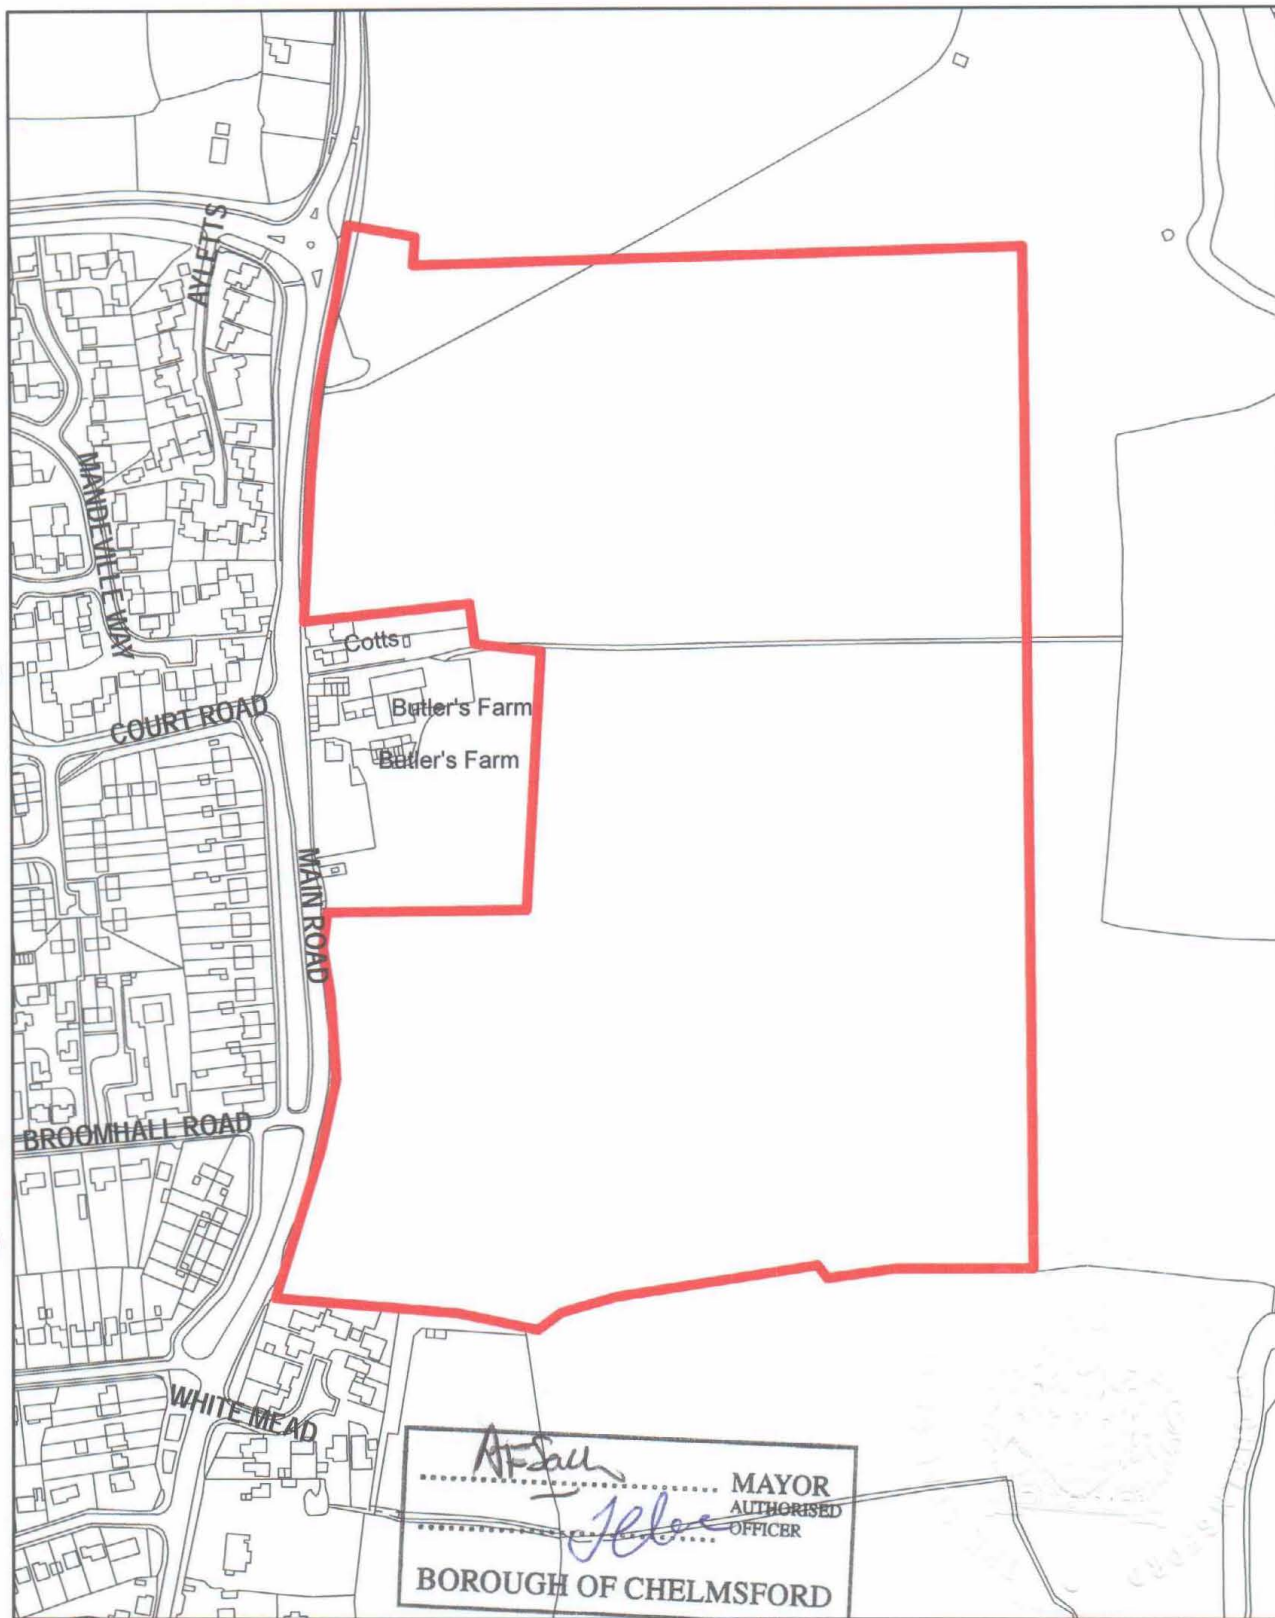 AYLETTS
MANDEVILLE WAY
Cotts
COURT ROAD
Butler's Farm
Butler's Farm
MAIN ROAD
BROOMHALL ROAD
WHITE MEAD
MAYOR
AUTHORISED
OFFICER
BOROUGH OF CHELMSFORD